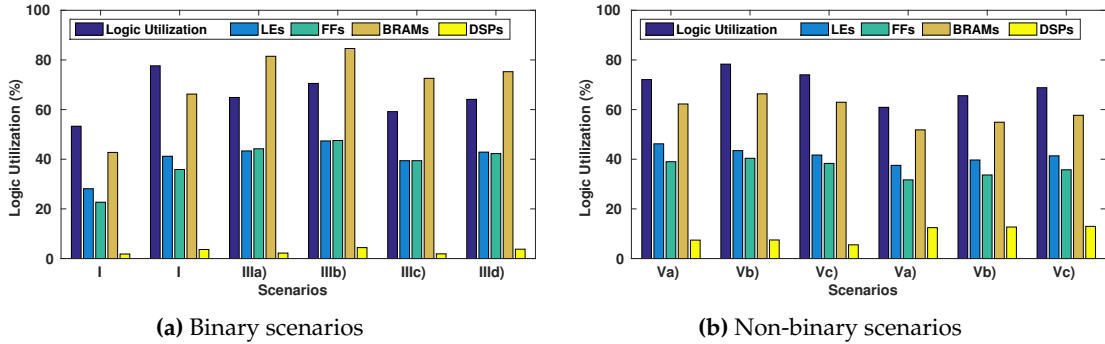 100
80
60
40
20
0
Logic Utilization (%)
Logic Utilization LEs FFs BRAMs DSPs
I I IIIa) IIIb) IIIc) IIId)
Scenarios
(a) Binary scenarios
100
80
60
40
20
0
Logic Utilization (%)
Logic Utilization LEs FFs BRAMs DSPs
Va) Vb) Vc) Va) Vb) Vc)
Scenarios
(b) Non-binary scenarios